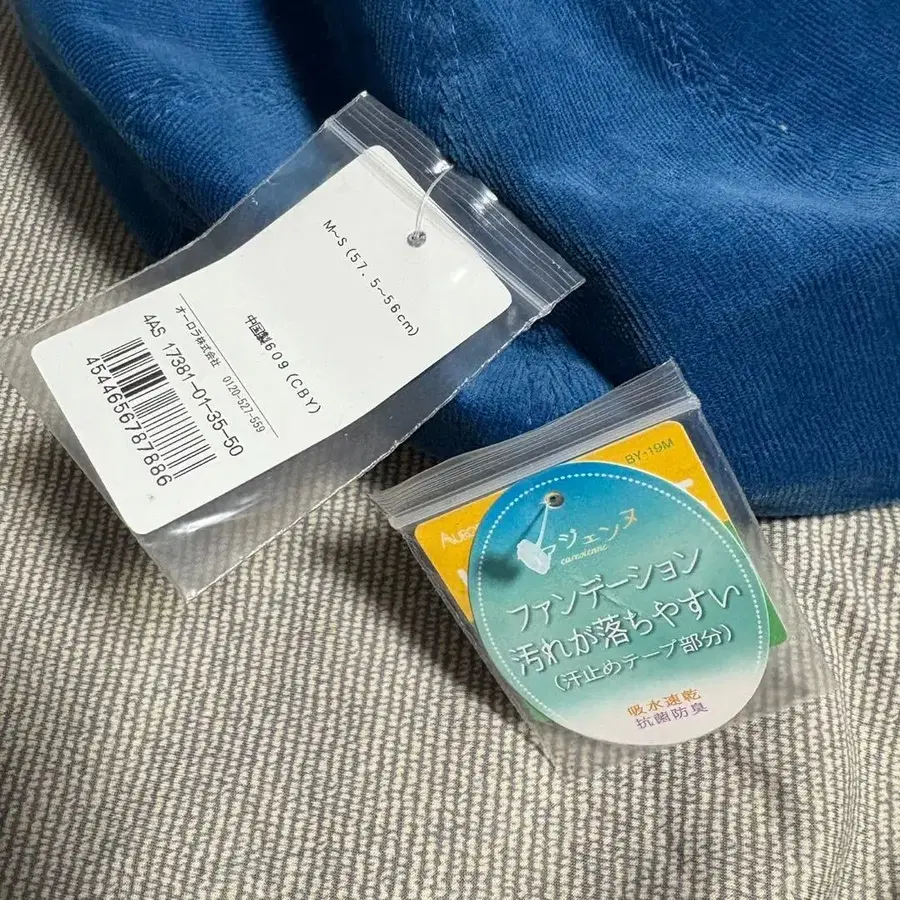 M~S(57.5~56cm)
中国製609(CBY)
オーロラ株式会社 0120-527-559
4AS 17381-01-35-50
4544656787886
BY-19M
ジェンヌ
ファンデーション
汚れが落ちやすい
(汗止めテープ部分)
吸水速乾
抗菌防臭